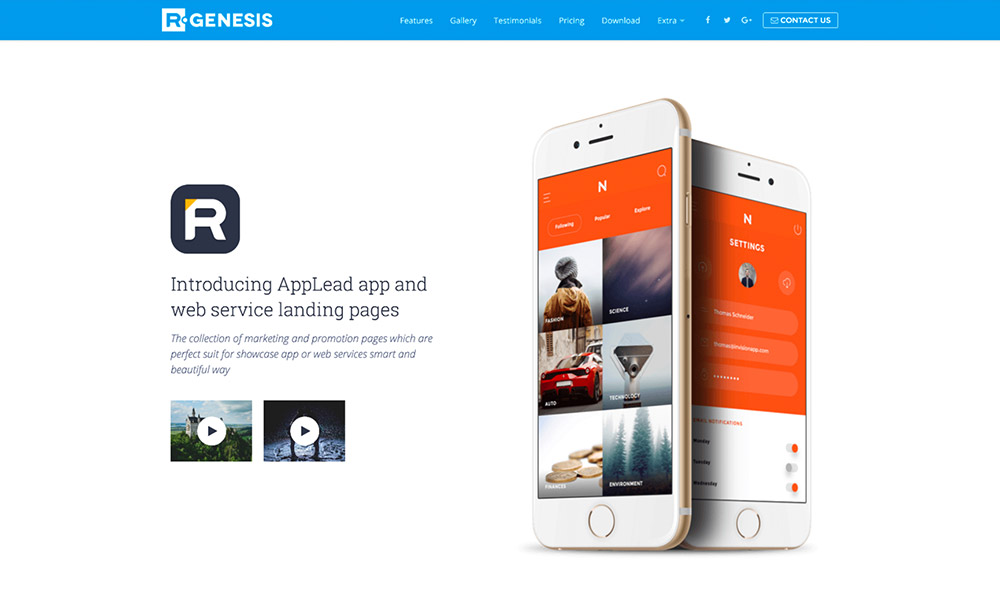 R·GENESIS
Features Gallery Testimonials Pricing Download Extra CONTACT US
R
Introducing AppLead app and
web service landing pages
The collection of marketing and promotion pages which are
perfect suit for showcase app or web services smart and
beautiful way
N
Following Popular Explore
FASHION SCIENCE
AUTO TECHNOLOGY
FINANCES ENVIRONMENT
N
SETTINGS
Thomas Schneider
thomas@invisionapp.com
EMAIL NOTIFICATIONS
Monday
Tuesday
Wednesday